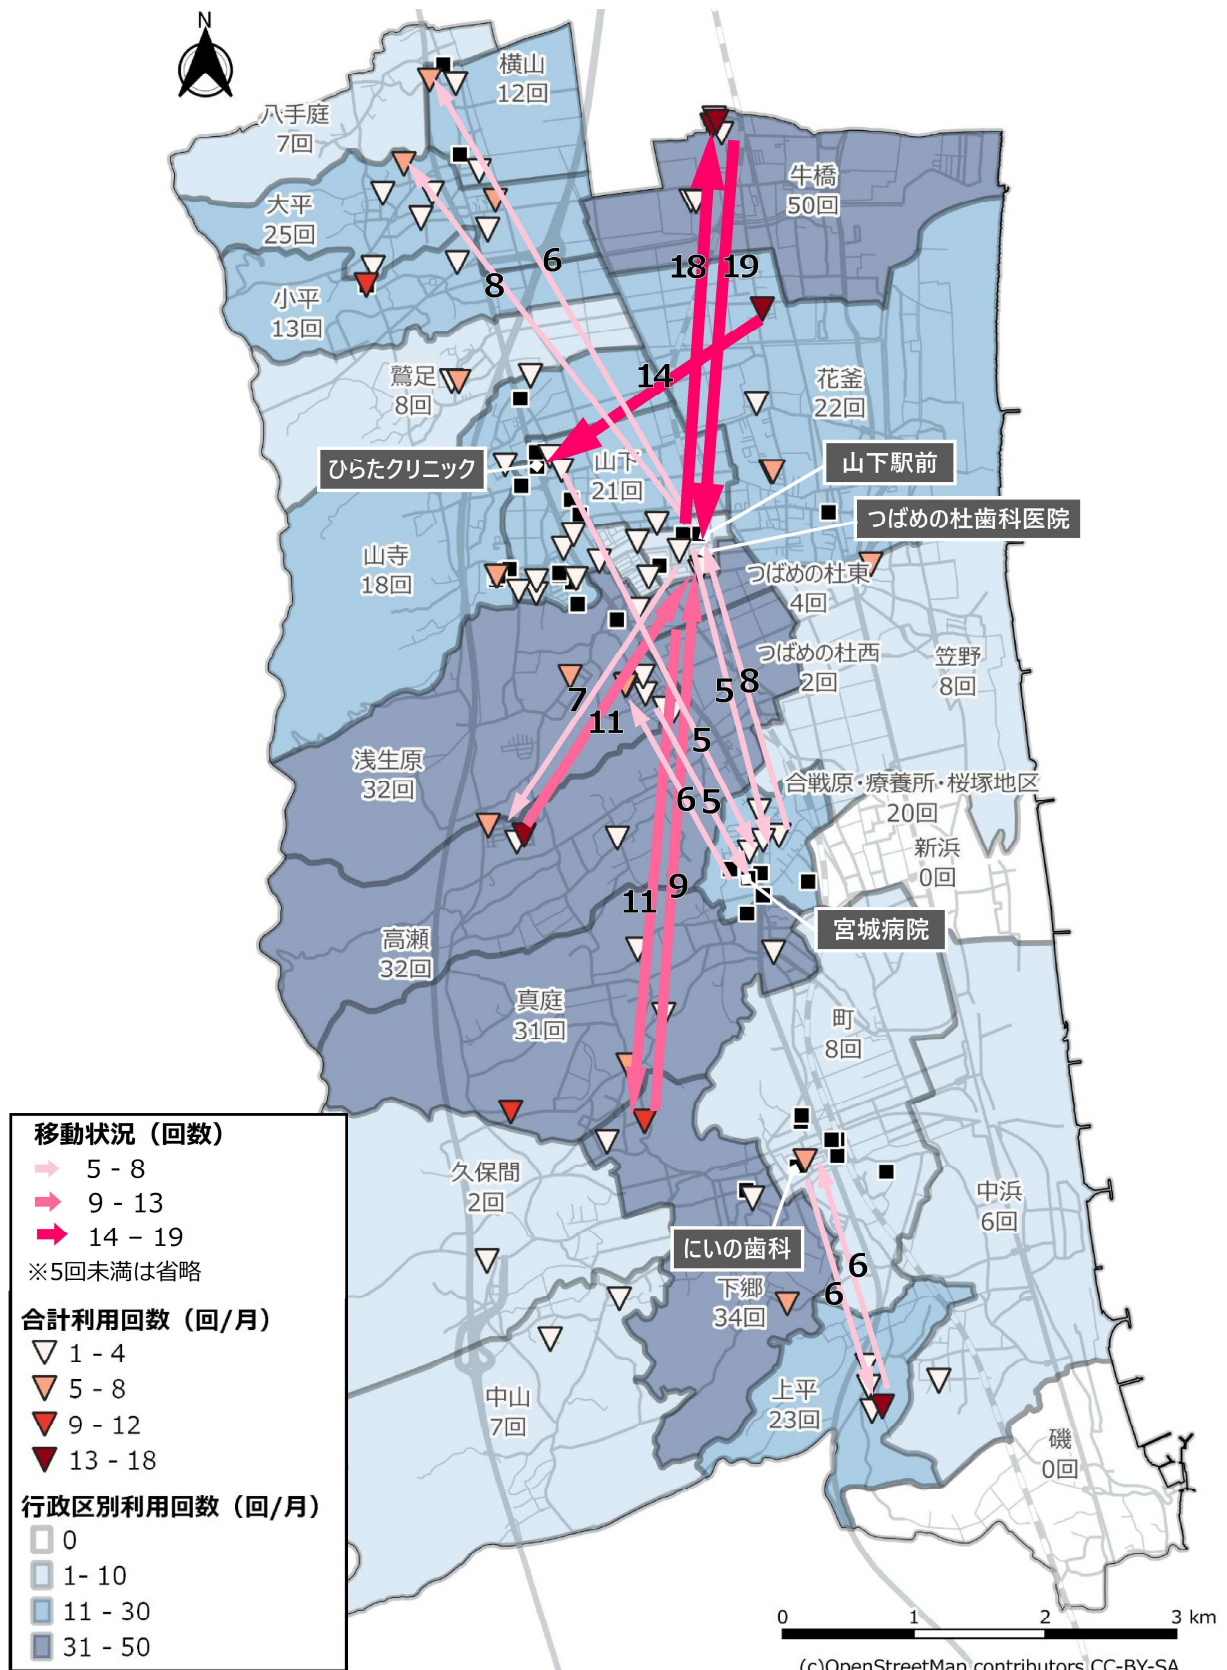 N
横山
12回
八手庭
7回
牛橋
50回
大平
25回
小平
13回
6
8
18
19
鷲足
8回
14
花釜
22回
ひらたクリニック
山下
21回
山下駅前
つばめの杜歯科医院
山寺
18回
つばめの杜東
4回
つばめの杜西
2回
笠野
8回
7
11
5
8
5
浅生原
32回
6
5
合戦原・療養所・桜塚地区
20回
新浜
0回
11
9
宮城病院
高瀬
32回
真庭
31回
町
8回
久保間
2回
中浜
6回
にいの歯科
下郷
34回
6
6
中山
7回
上平
23回
磯
0回
移動状況（回数）
5 - 8
9 - 13
14 – 19
※5回未満は省略
合計利用回数（回/月）
1 - 4
5 - 8
9 - 12
13 - 18
行政区別利用回数（回/月）
0
1- 10
11 - 30
31 - 50
0 1 2 3 km
(c)OpenStreetMap contributors CC-BY-SA